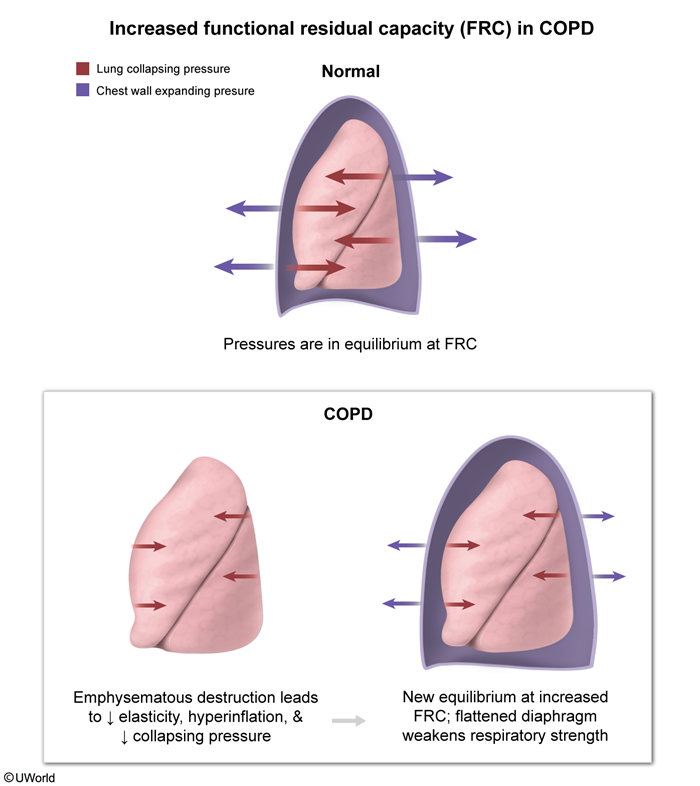 Increased functional residual capacity (FRC) in COPD
Lung collapsing pressure
Chest wall expanding presure
Normal
Pressures are in equilibrium at FRC
COPD
Emphysematous destruction leads
to ↓ elasticity, hyperinflation, &
↓ collapsing pressure
New equilibrium at increased
FRC; flattened diaphragm
weakens respiratory strength
©UWorld